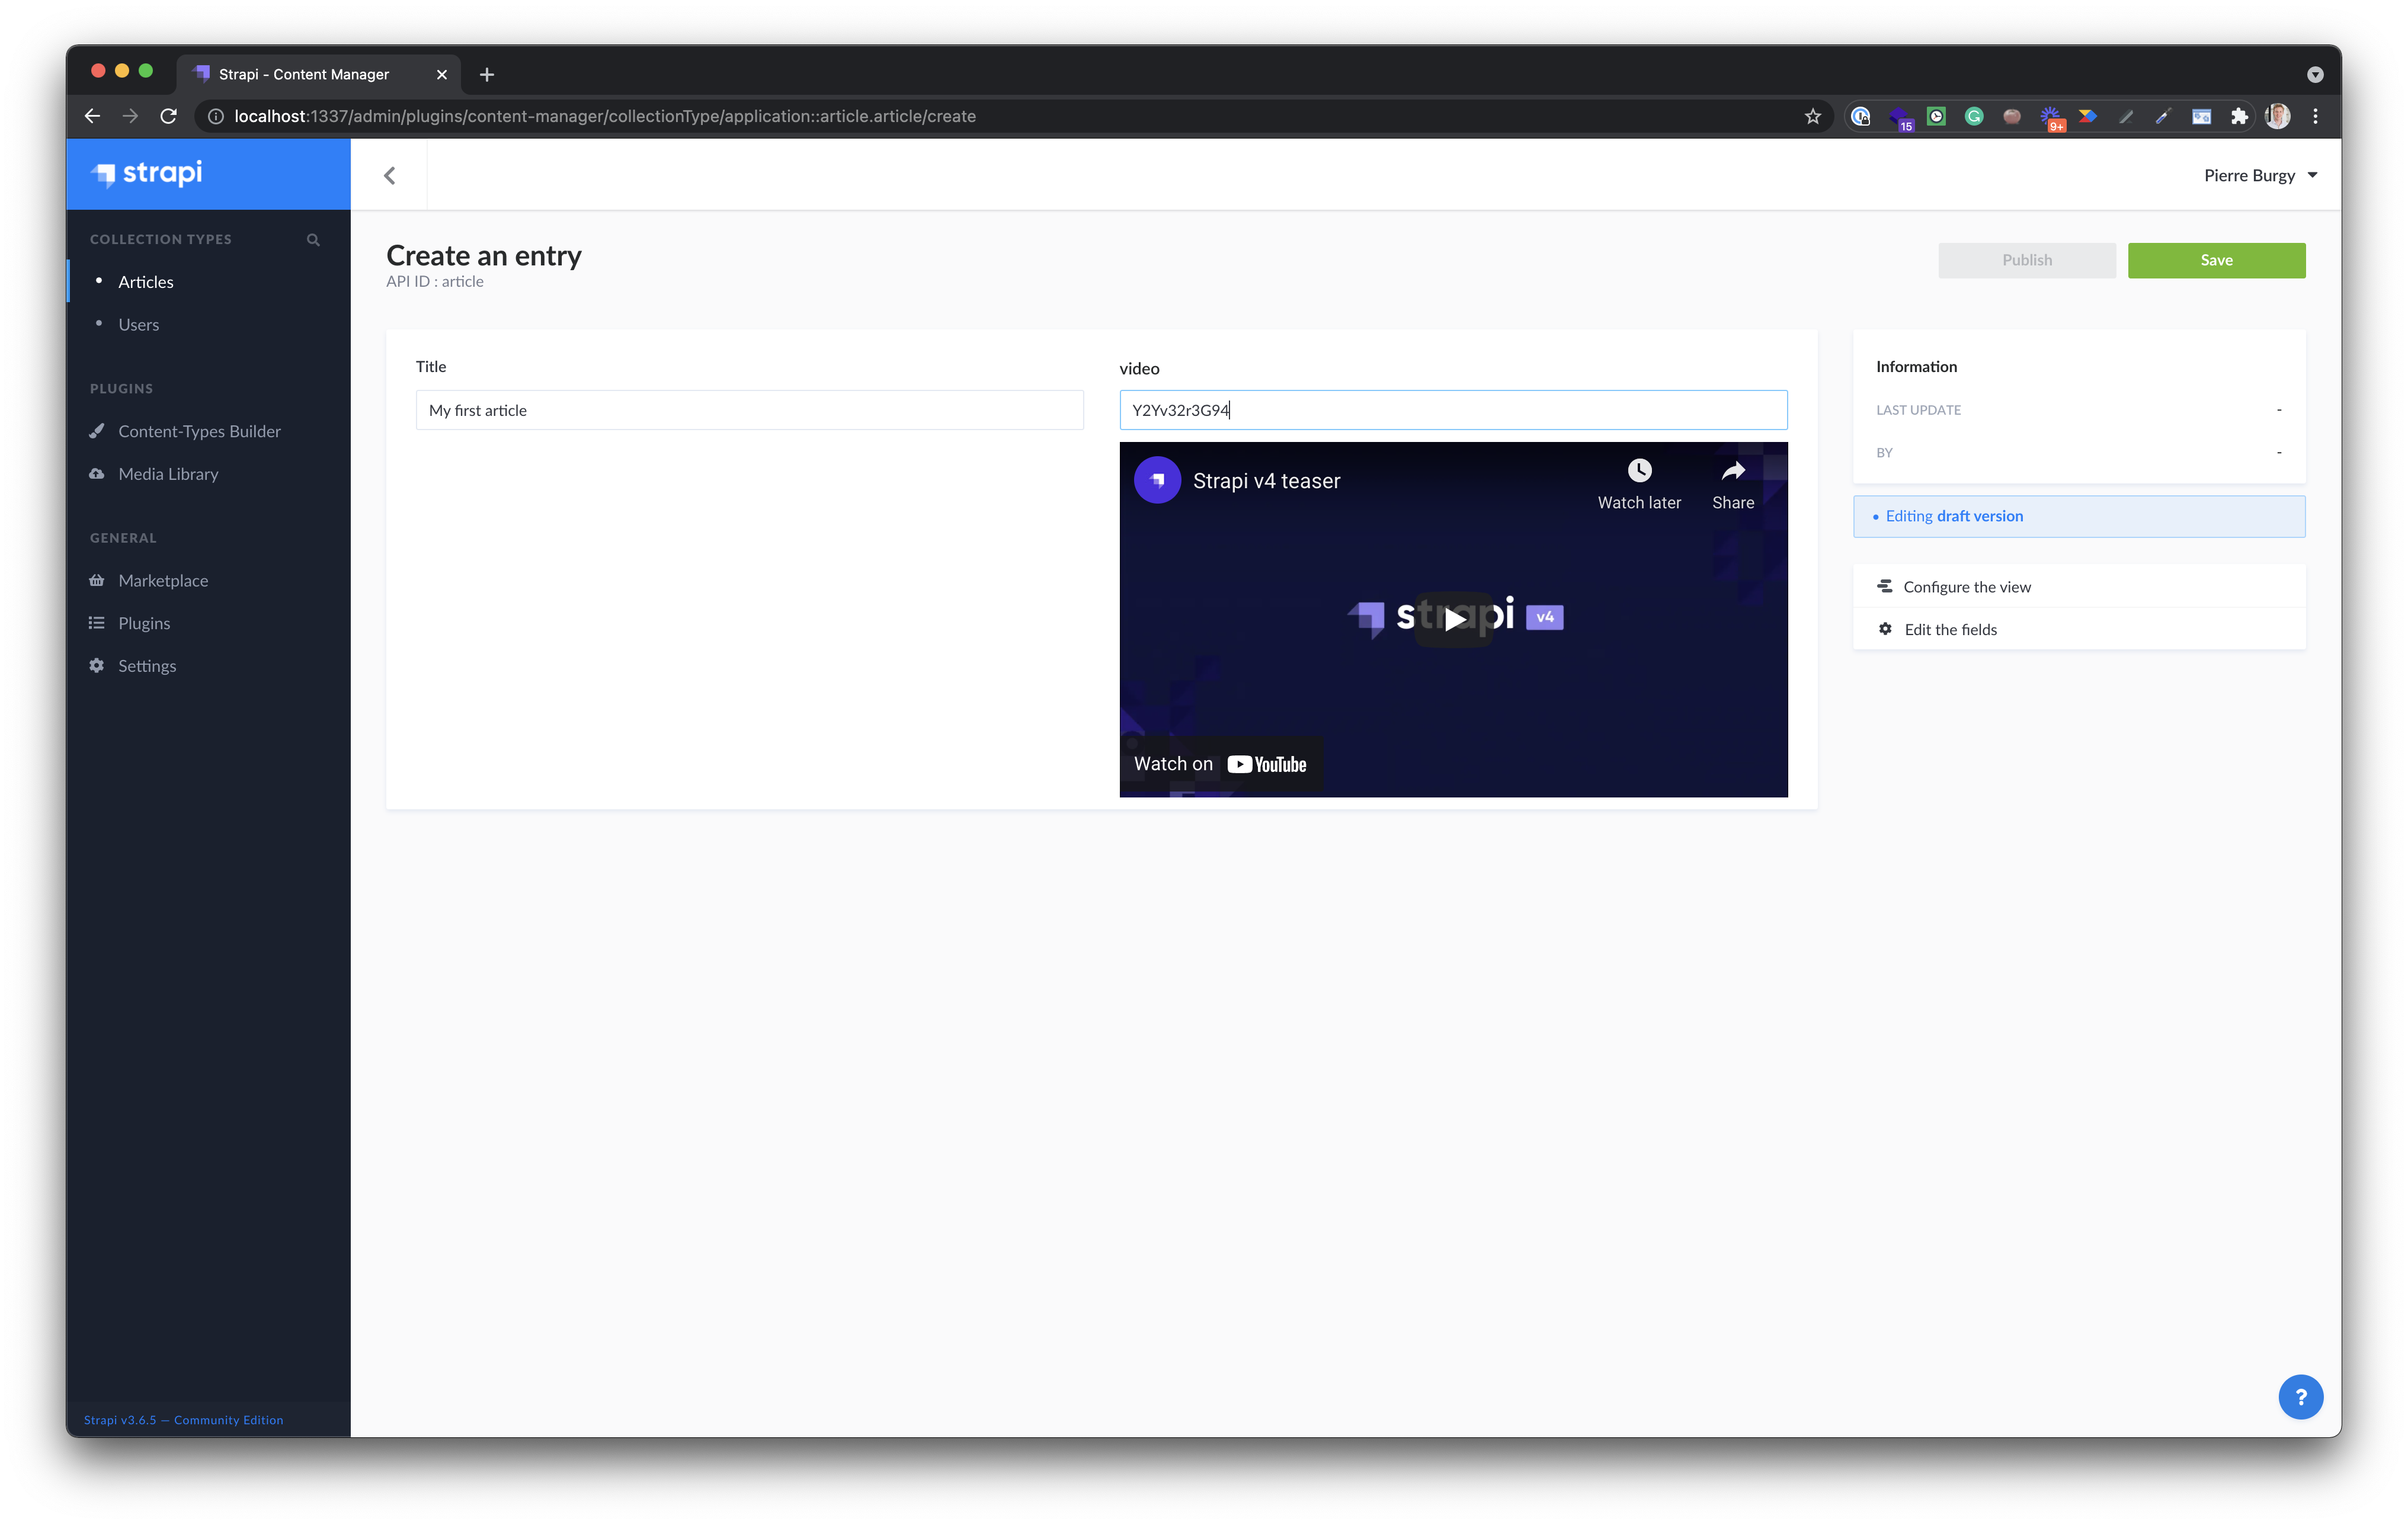 Strapi - Content Manager
localhost:1337/admin/plugins/content-manager/collectionType/application::article.article/create
15
9+
strapi
Pierre Burgy
COLLECTION TYPES
Articles
Users
PLUGINS
Content-Types Builder
Media Library
GENERAL
Marketplace
Plugins
Settings
Strapi v3.6.5 — Community Edition
Create an entry
API ID : article
Publish
Save
Title
My first article
video
Y2Yv32r3G94
Strapi v4 teaser
Watch later
Share
strapi v4
Watch on YouTube
Information
LAST UPDATE -
BY -
• Editing draft version
Configure the view
Edit the fields
?